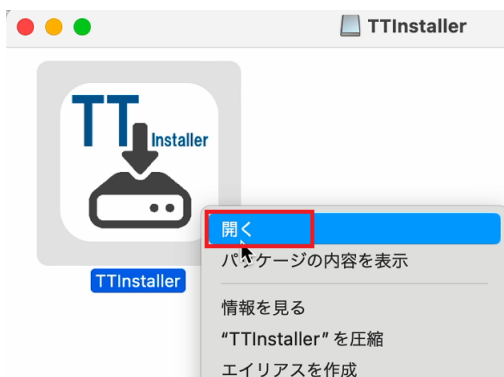 TTInstaller
TT
Installer
TTInstaller
開く
パッケージの内容を表示
情報を見る
“TTInstaller” を圧縮
エイリアスを作成